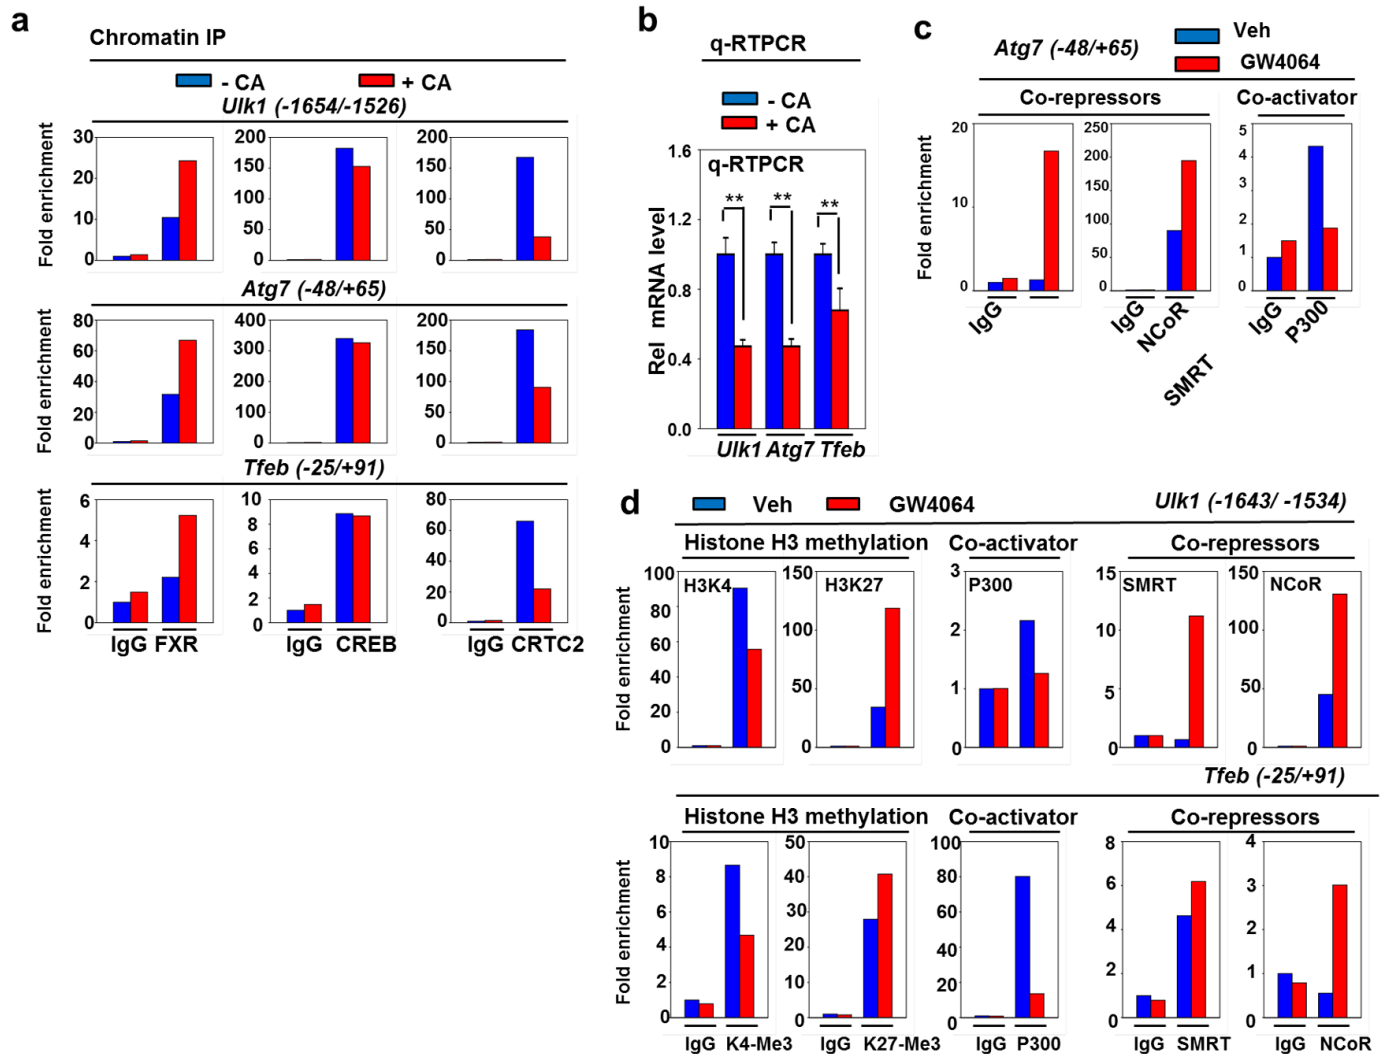 a
Chromatin IP
- CA
+ CA
Ulk1 (-1654/-1526)
Fold enrichment
30
20
10
0
200
150
100
50
0
200
150
100
50
0
Atg7 (-48/+65)
Fold enrichment
80
60
40
20
0
400
300
200
100
0
200
150
100
50
0
Tfeb (-25/+91)
Fold enrichment
6
4
2
0
10
8
6
4
2
0
80
60
40
20
0
IgG FXR
IgG CREB
IgG CRTC2
b
q-RTPCR
- CA
+ CA
q-RTPCR
Rel mRNA level
1.6
1.2
0.8
0.4
0.0
**
**
**
Ulk1 Atg7 Tfeb
c
Atg7 (-48/+65)
Veh
GW4064
Co-repressors
Co-activator
Fold enrichment
20
10
0
250
200
150
100
50
0
5
4
3
2
1
0
IgG
IgG
NCoR
SMRT
IgG
P300
d
Veh
GW4064
Ulk1 (-1643/ -1534)
Histone H3 methylation
Co-activator
Co-repressors
Fold enrichment
H3K4
100
80
60
40
20
0
H3K27
150
100
50
0
P300
3
2
1
0
SMRT
15
10
5
0
NCoR
150
100
50
0
Tfeb (-25/+91)
Histone H3 methylation
Co-activator
Co-repressors
Fold enrichment
10
8
6
4
2
0
50
40
30
20
10
0
100
80
60
40
20
0
8
6
4
2
0
4
3
2
1
0
IgG K4-Me3
IgG K27-Me3
IgG P300
IgG SMRT
IgG NCoR